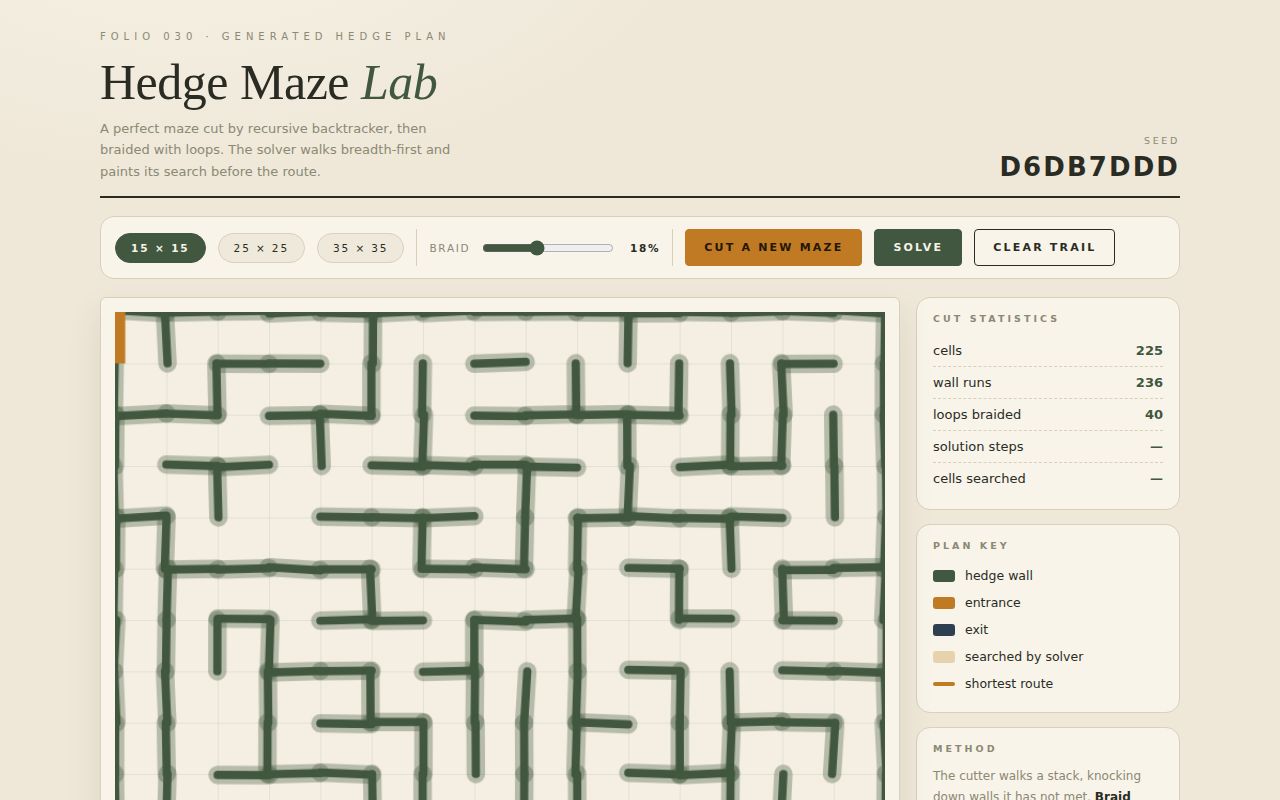 FOLIO 030 · GENERATED HEDGE PLAN
Hedge Maze Lab
A perfect maze cut by recursive backtracker, then
braided with loops. The solver walks breadth-first and
paints its search before the route.
SEED
D6DB7DDD
15 × 15
25 × 25
35 × 35
BRAID
18%
CUT A NEW MAZE
SOLVE
CLEAR TRAIL
CUT STATISTICS
cells 225
wall runs 236
loops braided 40
solution steps —
cells searched —
PLAN KEY
hedge wall
entrance
exit
searched by solver
shortest route
METHOD
The cutter walks a stack, knocking
down walls it has not met. Braid